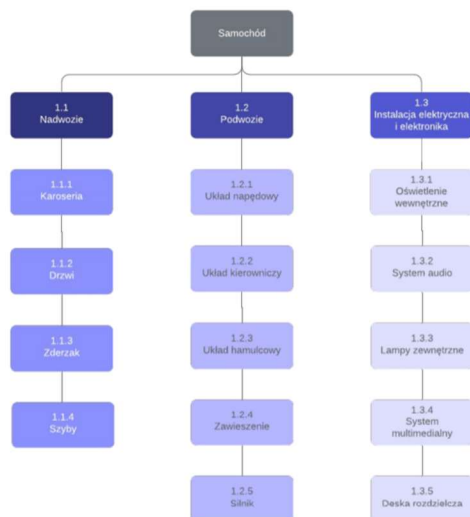 Samochód
1.1
Nadwozie
1.1.1
Karoseria
1.1.2
Drzwi
1.1.3
Zderzak
1.1.4
Szyby
1.2
Podwozie
1.2.1
Układ napędowy
1.2.2
Układ kierowniczy
1.2.3
Układ hamulcowy
1.2.4
Zawieszenie
1.2.5
Silnik
1.3
Instalacja elektryczna
i elektronika
1.3.1
Oświetlenie
wewnętrzne
1.3.2
System audio
1.3.3
Lampy zewnętrzne
1.3.4
System
multimedialny
1.3.5
Deska rozdzielcza